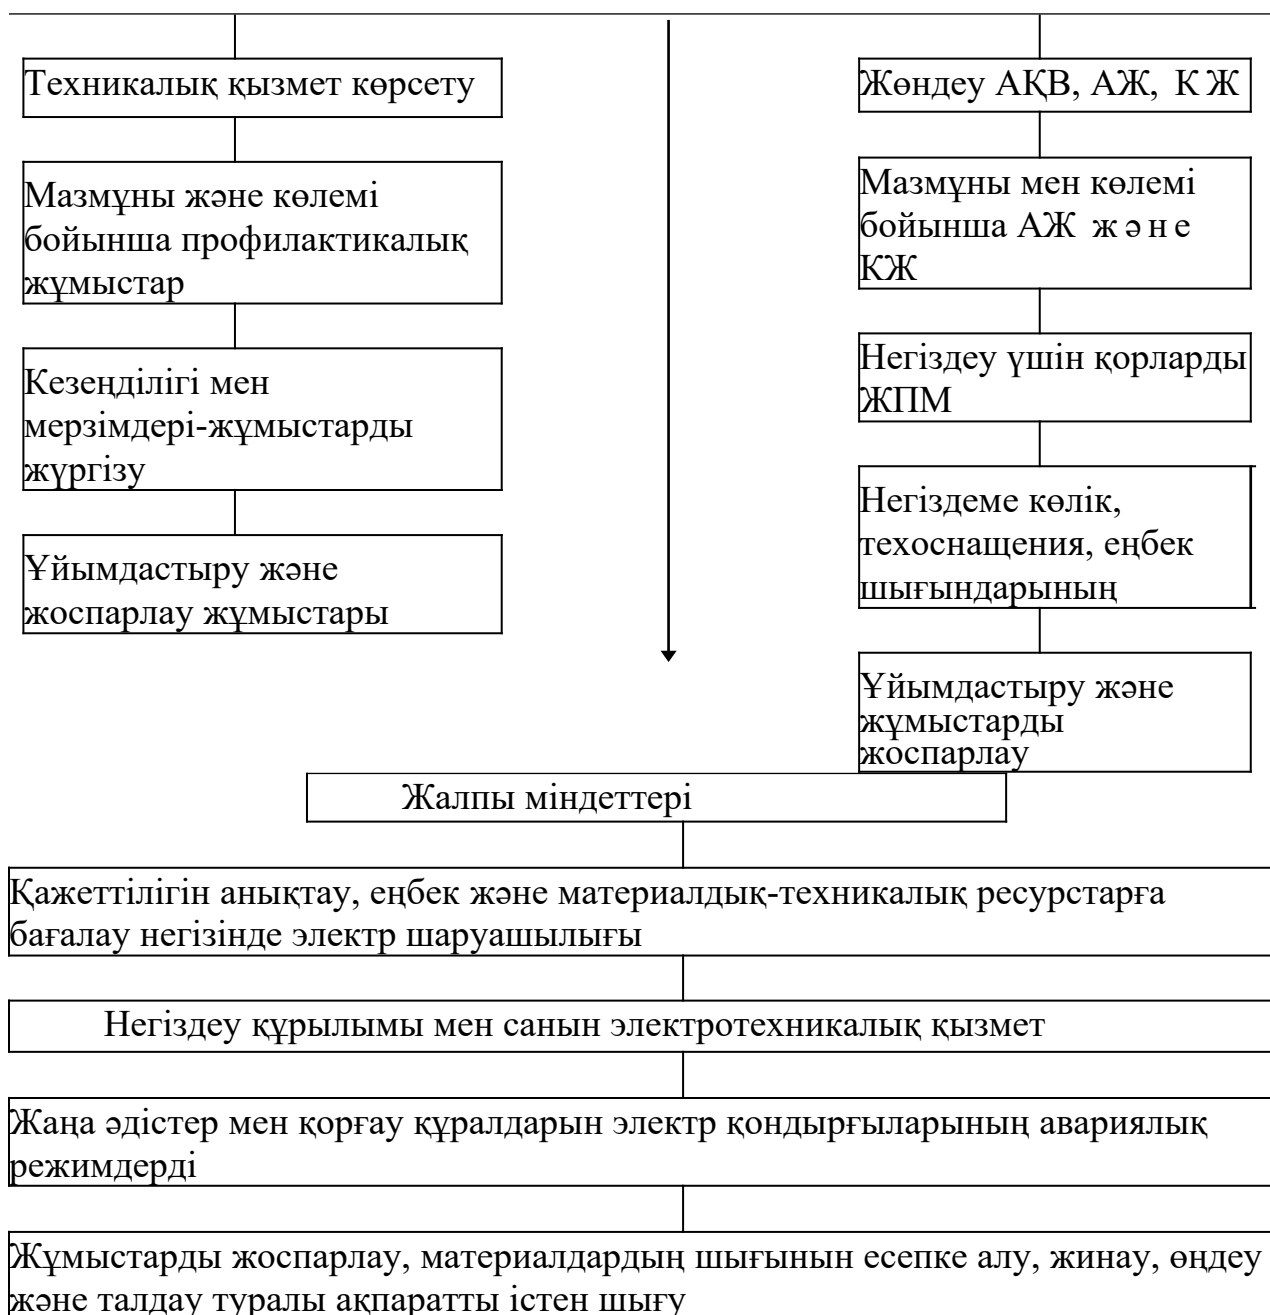 Техникалық қызмет көрсету
Мазмұны және көлемі
бойынша профилактикалық
жұмыстар
Кезеңділігі мен
мерзімдері-жұмыстарды
жүргізу
Ұйымдастыру және
жоспарлау жұмыстары
Жөндеу АҚВ, АЖ, К Ж
Мазмұны мен көлемі
бойынша АЖ ж ә н е
КЖ
Негіздеу үшін қорларды
ЖПМ
Негіздеме көлік,
техоснащения, еңбек
шығындарының
Ұйымдастыру және
жұмыстарды
жоспарлау
Жалпы міндеттері
Қажеттілігін анықтау, еңбек және материалдық-техникалық ресурстарға
бағалау негізінде электр шаруашылығы
Негіздеу құрылымы мен санын электротехникалық қызмет
Жаңа әдістер мен қорғау құралдарын электр қондырғыларының авариялық
режимдерді
Жұмыстарды жоспарлау, материалдардың шығынын есепке алу, жинау, өңдеу
және талдау туралы ақпаратты істен шығу